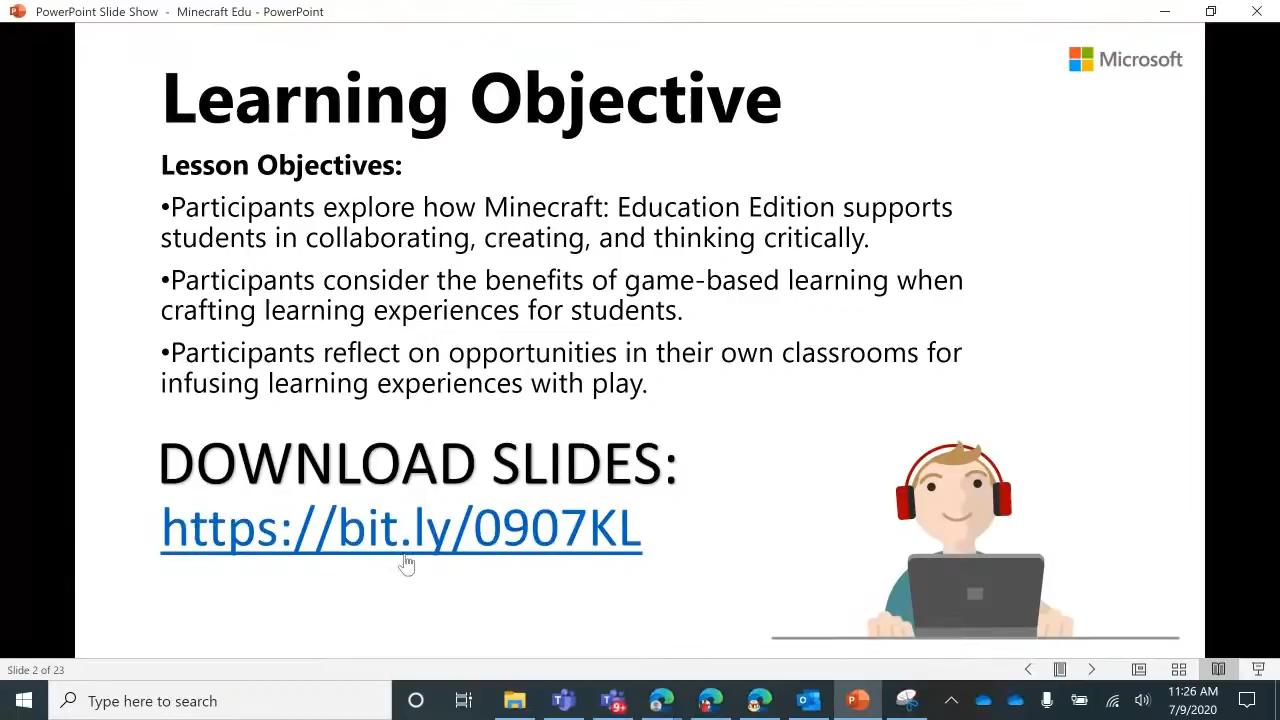 PowerPoint Slide Show - Minecraft Edu - PowerPoint
Microsoft
Learning Objective
Lesson Objectives:
•Participants explore how Minecraft: Education Edition supports
students in collaborating, creating, and thinking critically.
•Participants consider the benefits of game-based learning when
crafting learning experiences for students.
•Participants reflect on opportunities in their own classrooms for
infusing learning experiences with play.
DOWNLOAD SLIDES:
https://bit.ly/0907KL
Slide 2 of 23
Type here to search
9+
11:26 AM
7/9/2020